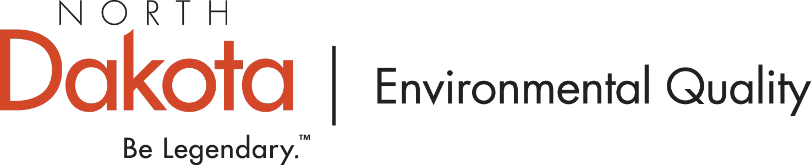 NORTH
Dakota
Be Legendary.™
Environmental Quality